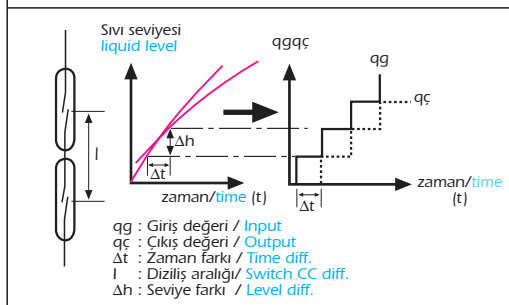 Sıvı seviyesi
liquid level
qgqç
qg
qç
l
Δh
Δt
zaman/time (t)
Δt
zaman/time
(t)
qg : Giriş değeri / Input
qç : Çıkış değeri / Output
Δt : Zaman farkı / Time diff.
l : Diziliş aralığı/ Switch CC diff.
Δh : Seviye farkı / Level diff.